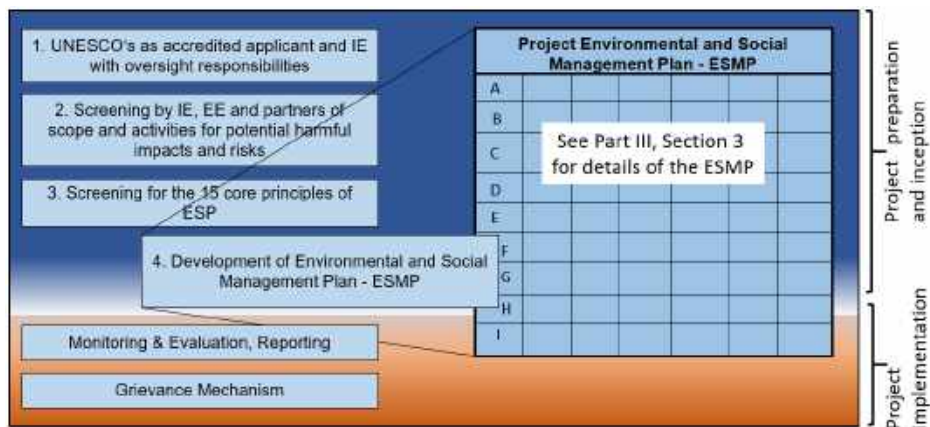 1. UNESCO's as accredited applicant and IE
with oversight responsibilities
2. Screening by IE, EE and partners of
scope and activities for potential harmful
impacts and risks
3. Screening for the 15 core principles of
ESP
4. Development of Environmental and Social
Management Plan - ESMP
Monitoring & Evaluation, Reporting
Grievance Mechanism
Project Environmental and Social
Management Plan - ESMP
A
B
C
D
E
F
G
H
I
See Part III, Section 3
for details of the ESMP
Project preparation
and inception
Project
implementation